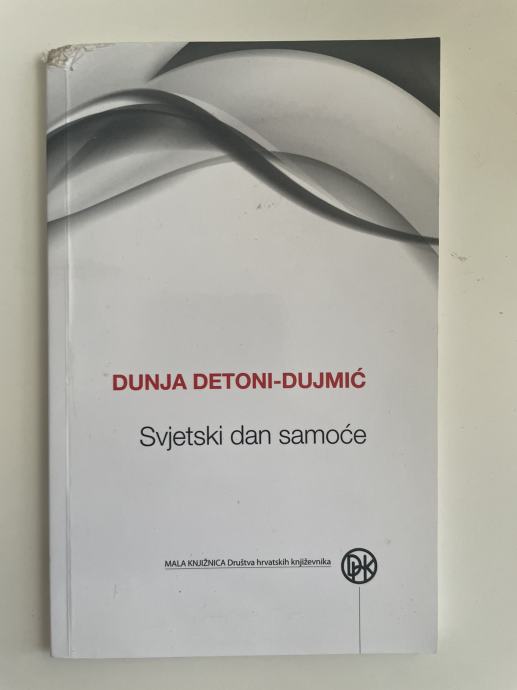 DUNJA DETONI-DUJMIĆ
Svjetski dan samoće
MALA KNJIŽNICA Društva hrvatskih književnika
DHK